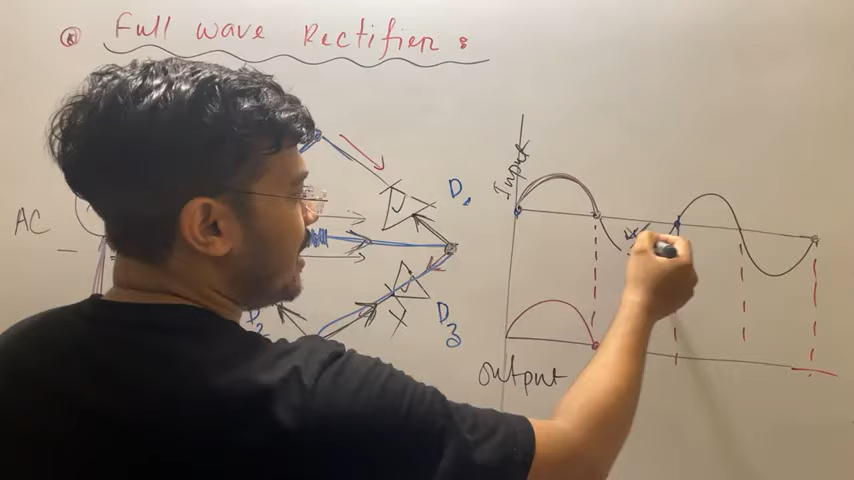 Full wave Rectifier :
Input
D1
AC
D2
D3
output